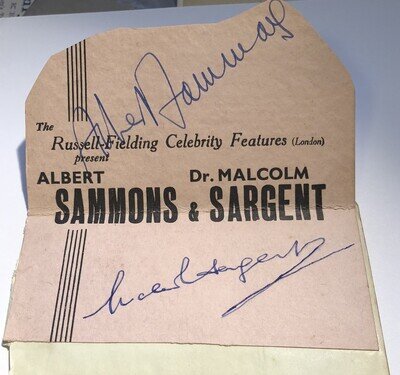 Albert Sammons
The
Russell-Fielding Celebrity Features (London)
present
ALBERT Dr. MALCOLM
SAMMONS & SARGENT
Malcolm Sargent